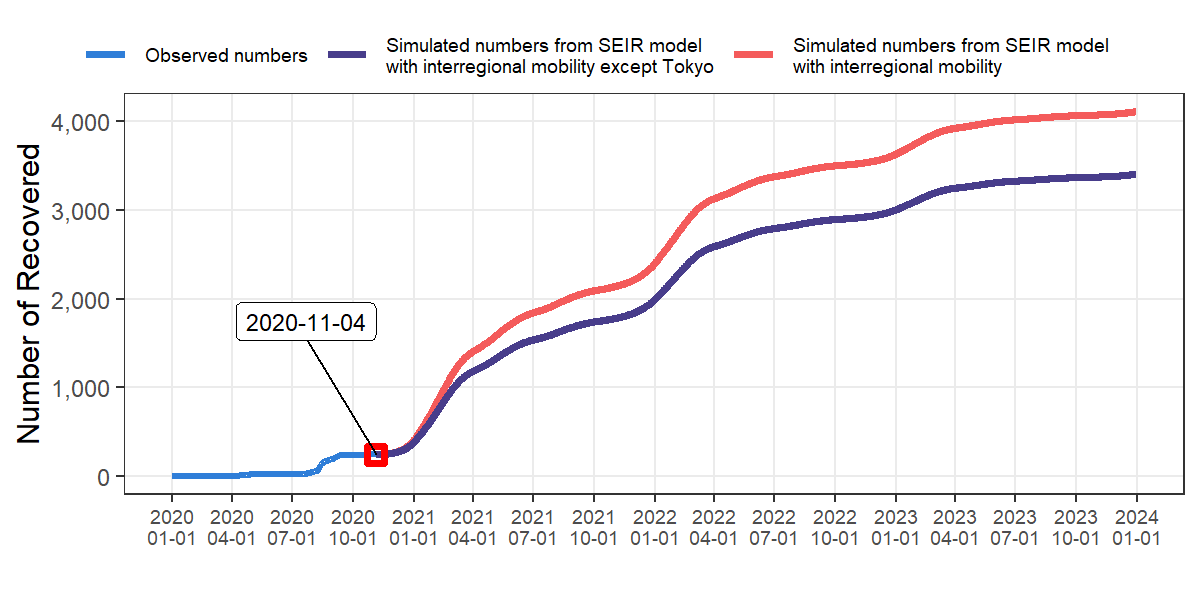 Observed numbers
Simulated numbers from SEIR model
with interregional mobility except Tokyo
Simulated numbers from SEIR model
with interregional mobility
Number of Recovered
4,000
3,000
2,000
1,000
0
2020-11-04
2020 2020 2020 2020 2021 2021 2021 2021 2022 2022 2022 2022 2023 2023 2023 2023 2024
01-01 04-01 07-01 10-01 01-01 04-01 07-01 10-01 01-01 04-01 07-01 10-01 01-01 04-01 07-01 10-01 01-01